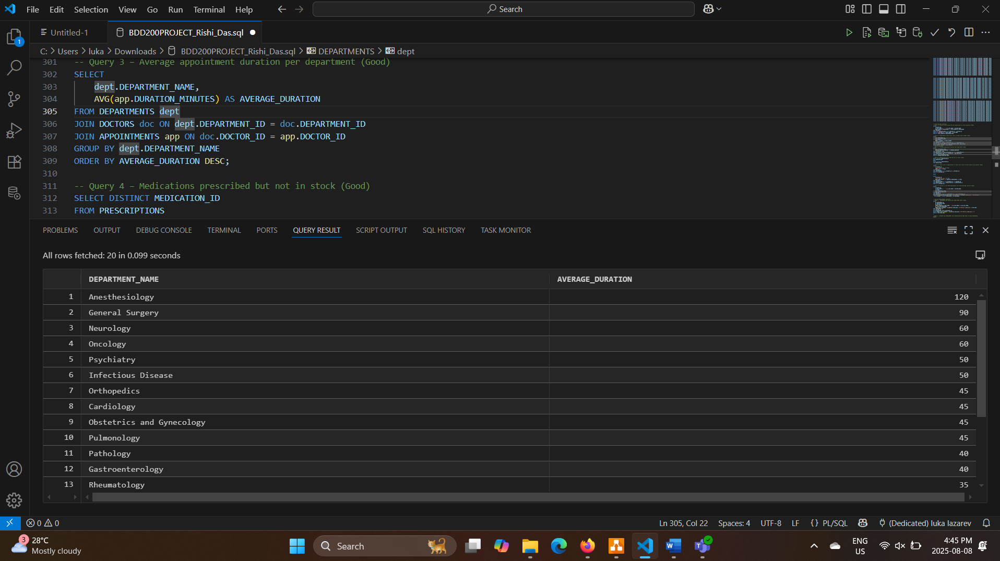 File Edit Selection View Go Run Terminal Help
Search
Untitled-1
BDD200PROJECT_Rishi_Das.sql
1
C: > Users > luka > Downloads > BDD200PROJECT_Rishi_Das.sql > DEPARTMENTS > dept
301 -- Query 3 – Average appointment duration per department (Good)
302 SELECT
303 dept.DEPARTMENT_NAME,
304 AVG(app.DURATION_MINUTES) AS AVERAGE_DURATION
305 FROM DEPARTMENTS dept
306 JOIN DOCTORS doc ON dept.DEPARTMENT_ID = doc.DEPARTMENT_ID
307 JOIN APPOINTMENTS app ON doc.DOCTOR_ID = app.DOCTOR_ID
308 GROUP BY dept.DEPARTMENT_NAME
309 ORDER BY AVERAGE_DURATION DESC;
310
311 -- Query 4 – Medications prescribed but not in stock (Good)
312 SELECT DISTINCT MEDICATION_ID
313 FROM PRESCRIPTIONS
PROBLEMS OUTPUT DEBUG CONSOLE TERMINAL PORTS QUERY RESULT SCRIPT OUTPUT SQL HISTORY TASK MONITOR
All rows fetched: 20 in 0.099 seconds
DEPARTMENT_NAME AVERAGE_DURATION
1 Anesthesiology 120
2 General Surgery 90
3 Neurology 60
4 Oncology 60
5 Psychiatry 50
6 Infectious Disease 50
7 Orthopedics 45
8 Cardiology 45
9 Obstetrics and Gynecology 45
10 Pulmonology 45
11 Pathology 40
12 Gastroenterology 40
13 Rheumatology 35
0 0
Ln 305, Col 22 Spaces: 4 UTF-8 LF {} PL/SQL (Dedicated) luka lazarev
3
28°C
Mostly cloudy
Search
ENG
US
4:45 PM
2025-08-08